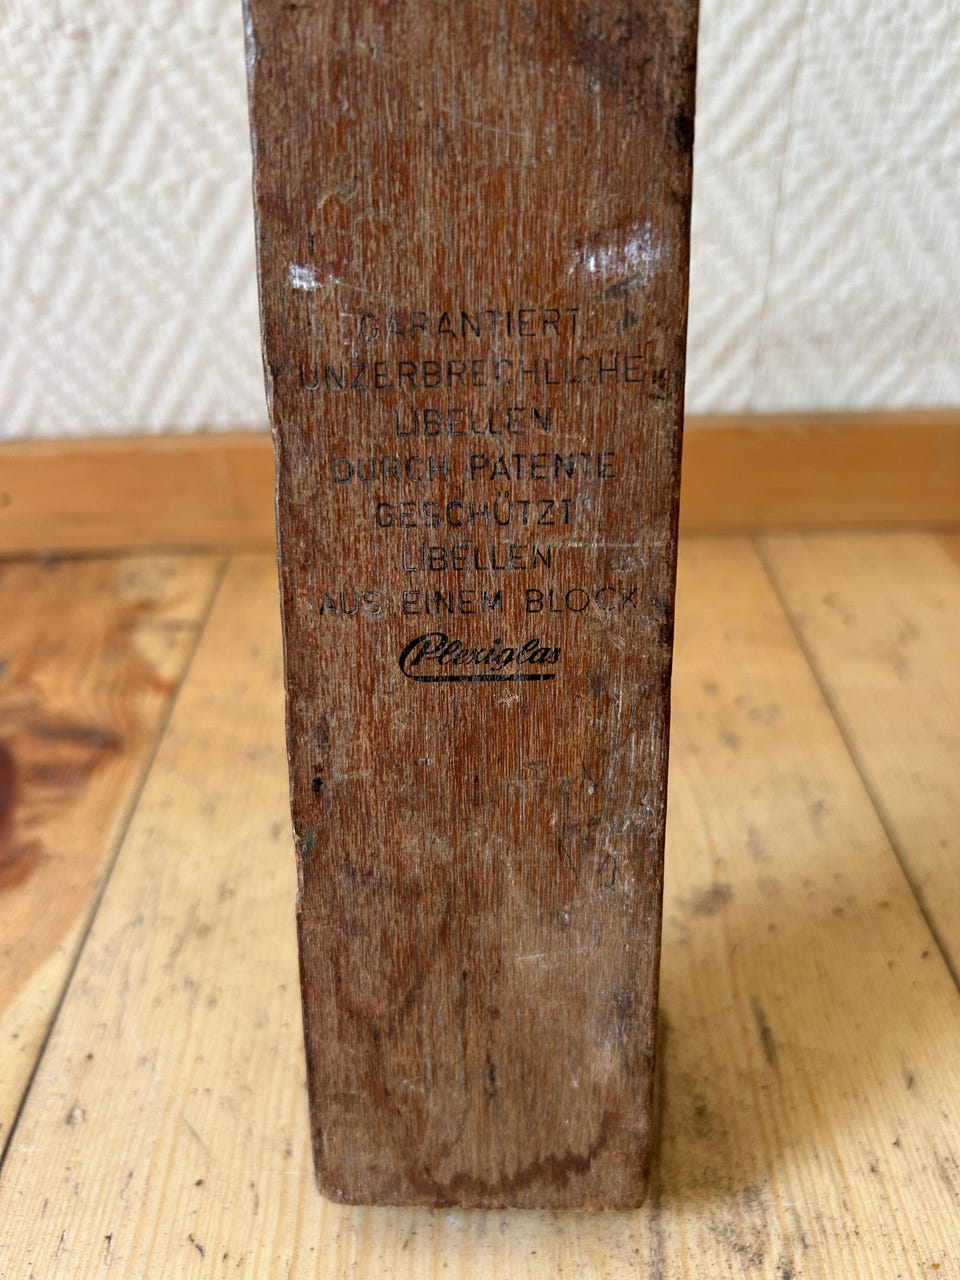 GARANTIERT
UNZERBRECHLICHE
LIBELLEN
DURCH PATENTE
GESCHÜTZT
LIBELLEN
AUS EINEM BLOCK
Plexiglas